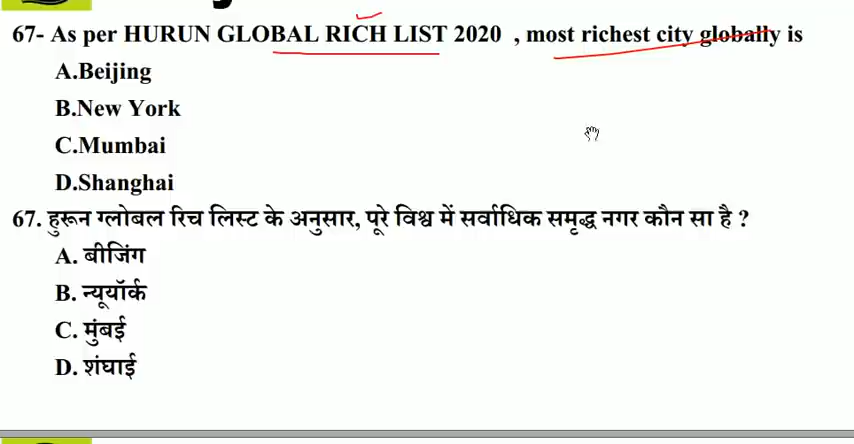 67- As per HURUN GLOBAL RICH LIST 2020 , most richest city globally is
A.Beijing
B.New York
C.Mumbai
D.Shanghai
67. हुरून ग्लोबल रिच लिस्ट के अनुसार, पूरे विश्व में सर्वाधिक समृद्ध नगर कौन सा है ?
A. बीजिंग
B. न्यूयॉर्क
C. मुंबई
D. शंघाई